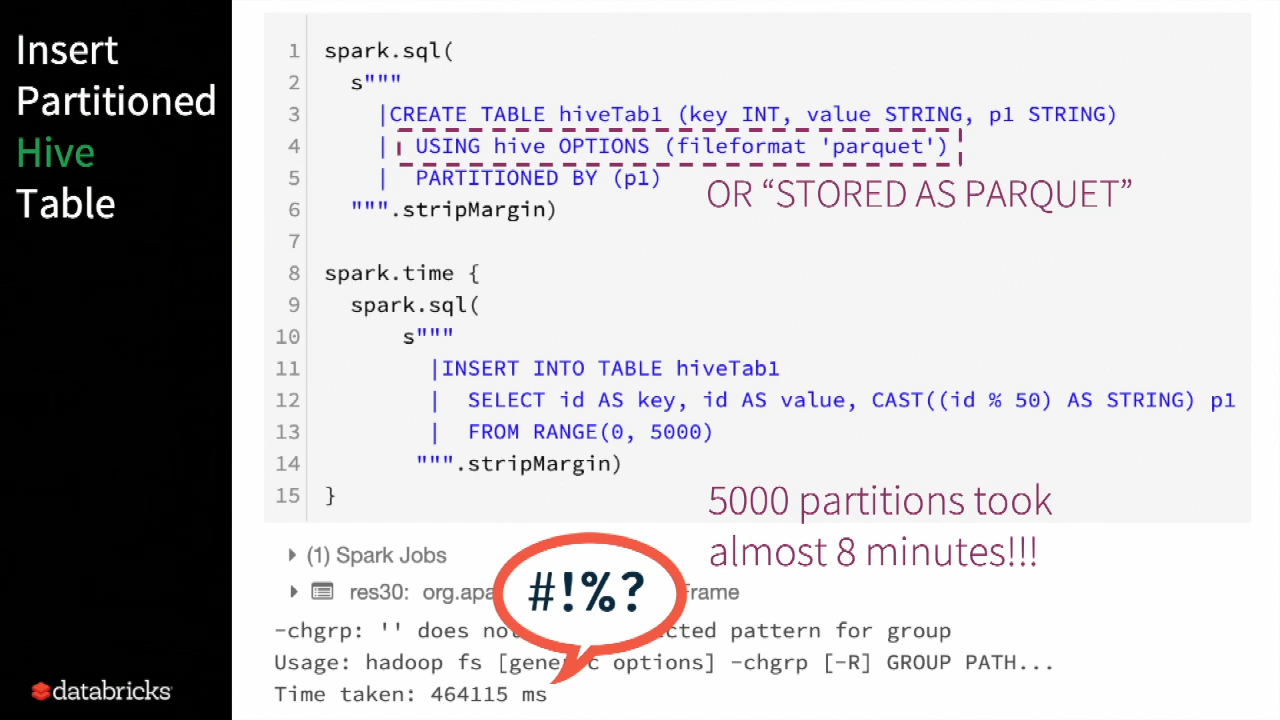 Insert
Partitioned
Hive
Table
1 spark.sql(
2 s"""
3 |CREATE TABLE hiveTab1 (key INT, value STRING, p1 STRING)
4 | USING hive OPTIONS (fileformat 'parquet')
5 | PARTITIONED BY (p1)
OR “STORED AS PARQUET”
6 """.stripMargin)
7
8 spark.time {
9 spark.sql(
10 s"""
11 |INSERT INTO TABLE hiveTab1
12 | SELECT id AS key, id AS value, CAST((id % 50) AS STRING) p1
13 | FROM RANGE(0, 5000)
14 """.stripMargin)
15 }
5000 partitions took
almost 8 minutes!!!
(1) Spark Jobs
res30: org.apa
#!%?
-chgrp: '' does pattern for group
Usage: hadoop fs options] -chgrp [-R] GROUP PATH...
Time taken: 464115 ms
databricks